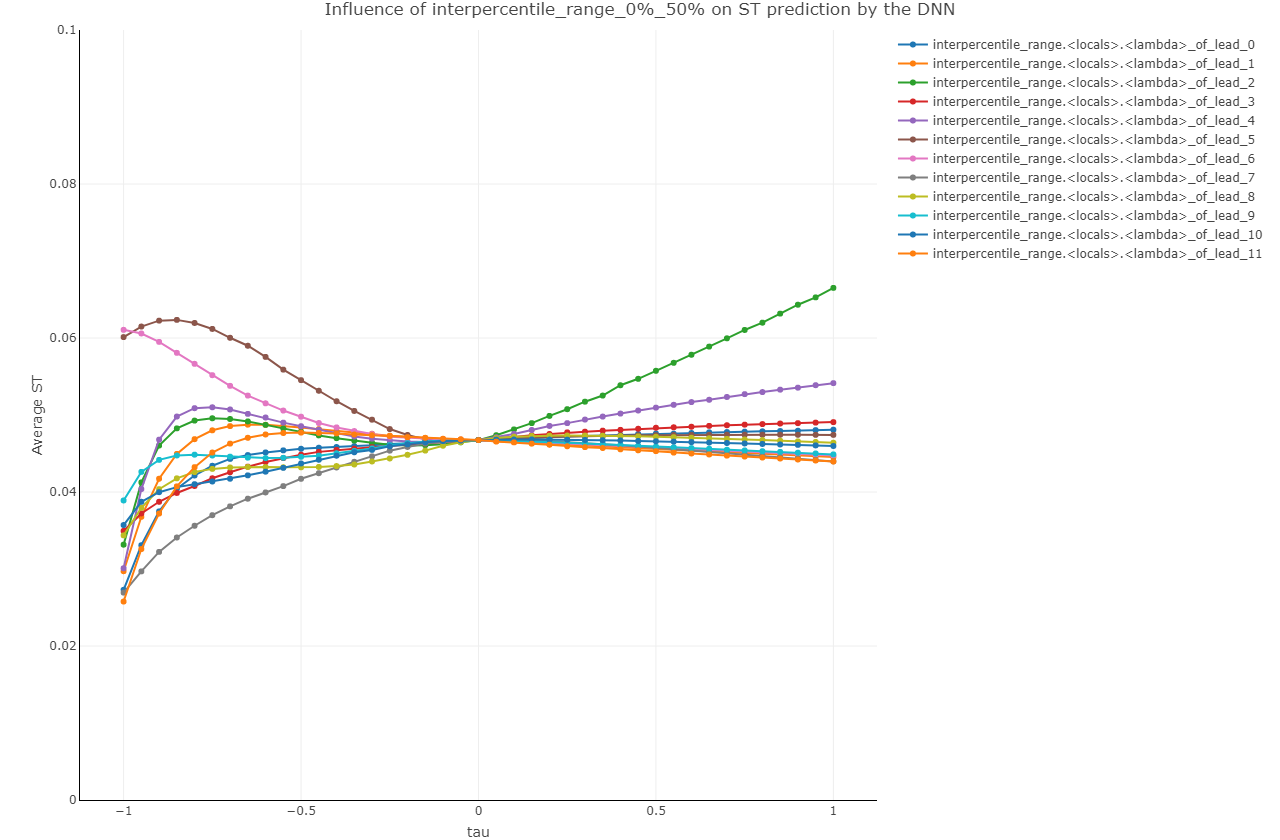 Influence of interpercentile_range_0%_50% on ST prediction by the DNN
0.1
0.08
0.06
0.04
0.02
0
Average ST
−1
−0.5
0
0.5
1
tau
interpercentile_range.<locals>.<lambda>_of_lead_0
interpercentile_range.<locals>.<lambda>_of_lead_1
interpercentile_range.<locals>.<lambda>_of_lead_2
interpercentile_range.<locals>.<lambda>_of_lead_3
interpercentile_range.<locals>.<lambda>_of_lead_4
interpercentile_range.<locals>.<lambda>_of_lead_5
interpercentile_range.<locals>.<lambda>_of_lead_6
interpercentile_range.<locals>.<lambda>_of_lead_7
interpercentile_range.<locals>.<lambda>_of_lead_8
interpercentile_range.<locals>.<lambda>_of_lead_9
interpercentile_range.<locals>.<lambda>_of_lead_10
interpercentile_range.<locals>.<lambda>_of_lead_11